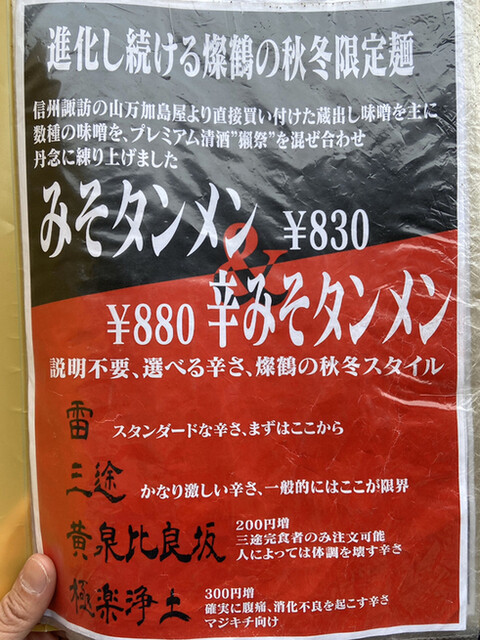 進化し続ける燦鶴の秋冬限定麺
信州諏訪の山万加島屋より直接買い付けた蔵出し味噌を主に
数種の味噌を、プレミアム清酒”獺祭”を混ぜ合わせ
丹念に練り上げました
みそタンメン ¥830
&
¥880 辛みそタンメン
説明不要、選べる辛さ、燦鶴の秋冬スタイル
雷 スタンダードな辛さ、まずはここから
三途 かなり激しい辛さ、一般的にはここが限界
黄泉比良坂 200円増
三途完食者のみ注文可能
人によっては体調を壊す辛さ
極楽浄土 300円増
確実に腹痛、消化不良を起こす辛さ
マジキチ向け